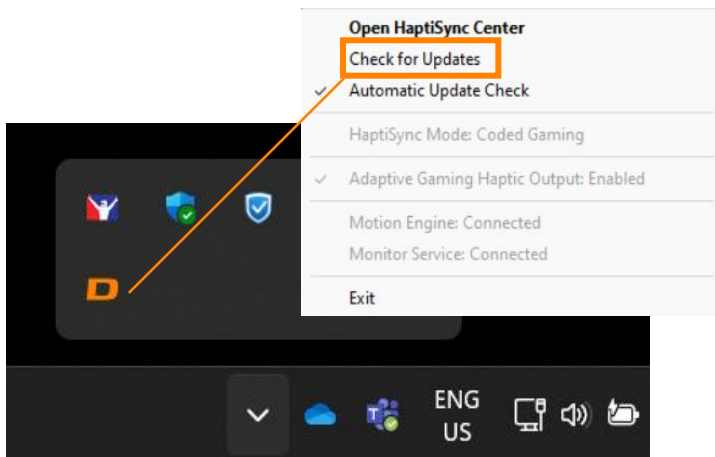 Open HaptiSync Center
Check for Updates
Automatic Update Check
HaptiSync Mode: Coded Gaming
Adaptive Gaming Haptic Output: Enabled
Motion Engine: Connected
Monitor Service: Connected
Exit
D
T
ENG
US